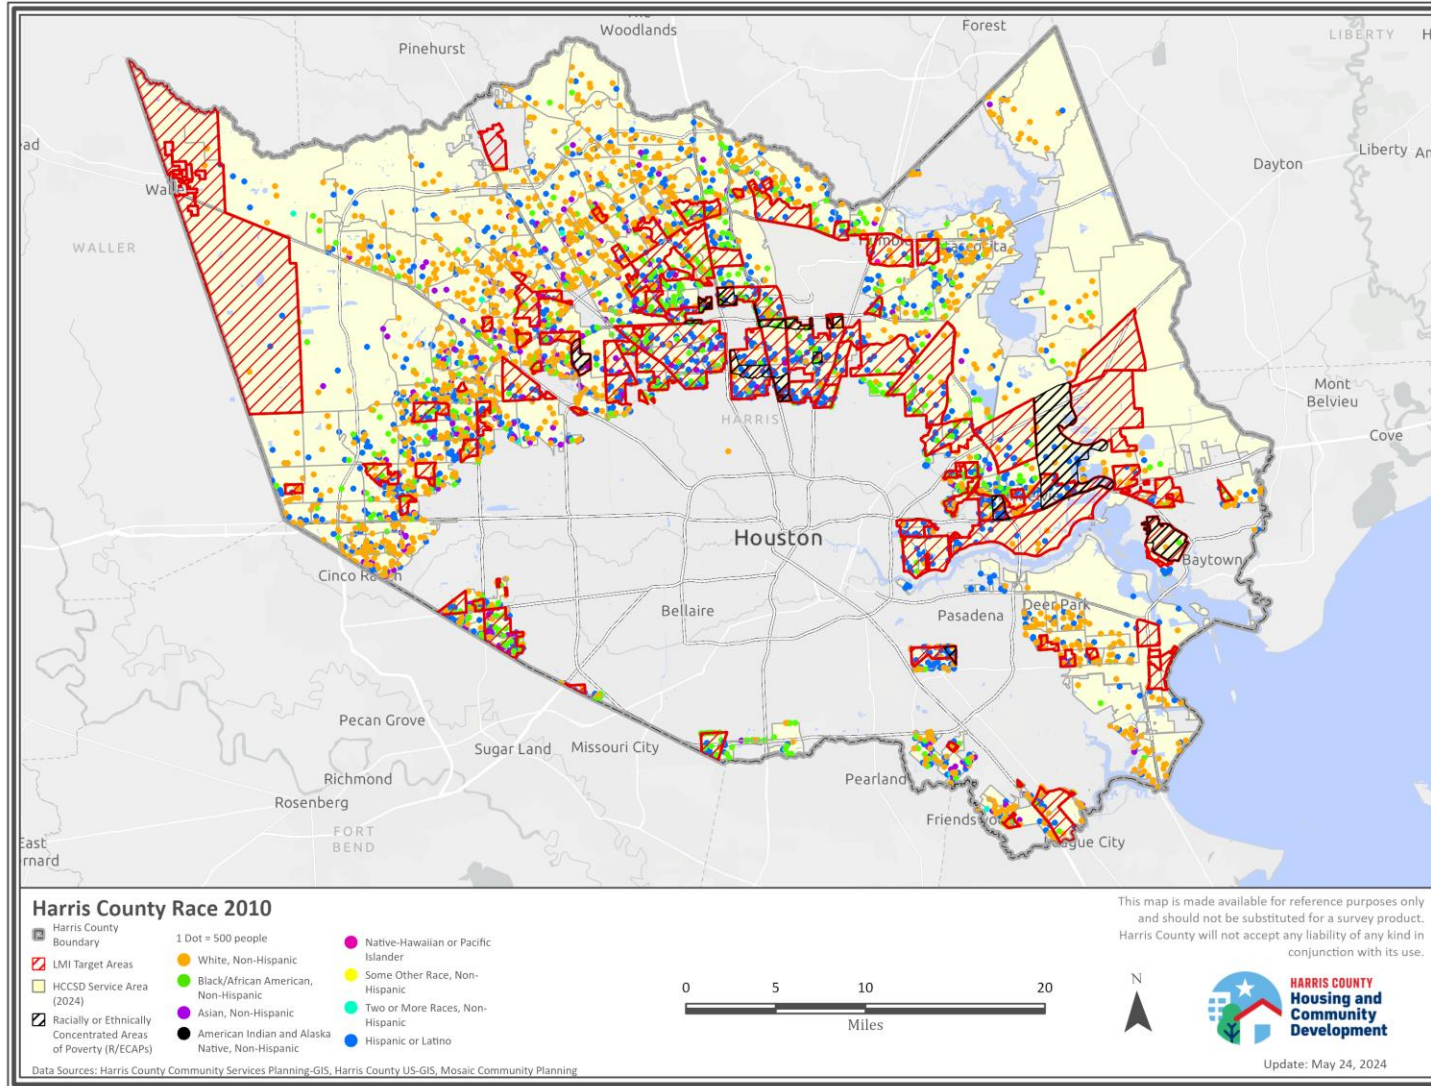 The
Woodlands
Forest
LIBERTY
Pinehurst
Dayton
Liberty
WALLER
Mont
Belvieu
Cove
HARRIS
Houston
Cinco Ranch
Baytown
Bellaire
Pasadena
Deer Park
Pecan Grove
Sugar Land
Missouri City
Richmond
Pearland
Rosenberg
FORT
BEND
East
League City
Harris County Race 2010
Harris County
Boundary
LMI Target Areas
HCCSD Service Area
(2024)
Racially or Ethnically
Concentrated Areas
of Poverty (R/ECAPs)
1 Dot = 500 people
White, Non-Hispanic
Black/African American,
Non-Hispanic
Asian, Non-Hispanic
American Indian and Alaska
Native, Non-Hispanic
Native-Hawaiian or Pacific
Islander
Some Other Race, Non-
Hispanic
Two or More Races, Non-
Hispanic
Hispanic or Latino
Data Sources: Harris County Community Services Planning-GIS, Harris County US-GIS, Mosaic Community Planning
0 5 10 20
Miles
N
This map is made available for reference purposes only
and should not be substituted for a survey product.
Harris County will not accept any liability of any kind in
conjunction with its use.
HARRIS COUNTY
Housing and
Community
Development
Update: May 24, 2024